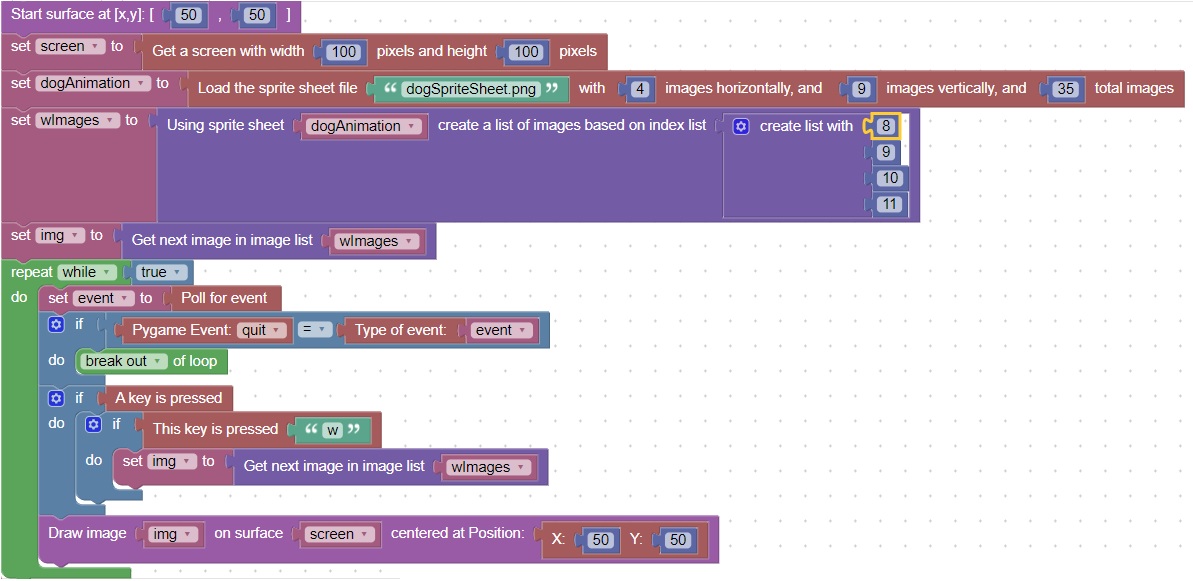 Start surface at [x,y]: [ 50 , 50 ]
set screen to Get a screen with width 100 pixels and height 100 pixels
set dogAnimation to Load the sprite sheet file “ dogSpriteSheet.png ” with 4 images horizontally, and 9 images vertically, and 35 total images
set wImages to Using sprite sheet dogAnimation create a list of images based on index list create list with 8
9
10
11
set img to Get next image in image list wImages
repeat while true
do set event to Poll for event
if Pygame Event: quit = Type of event: event
do break out of loop
if A key is pressed
do if This key is pressed “ w ”
do set img to Get next image in image list wImages
Draw image img on surface screen centered at Position: X: 50 Y: 50